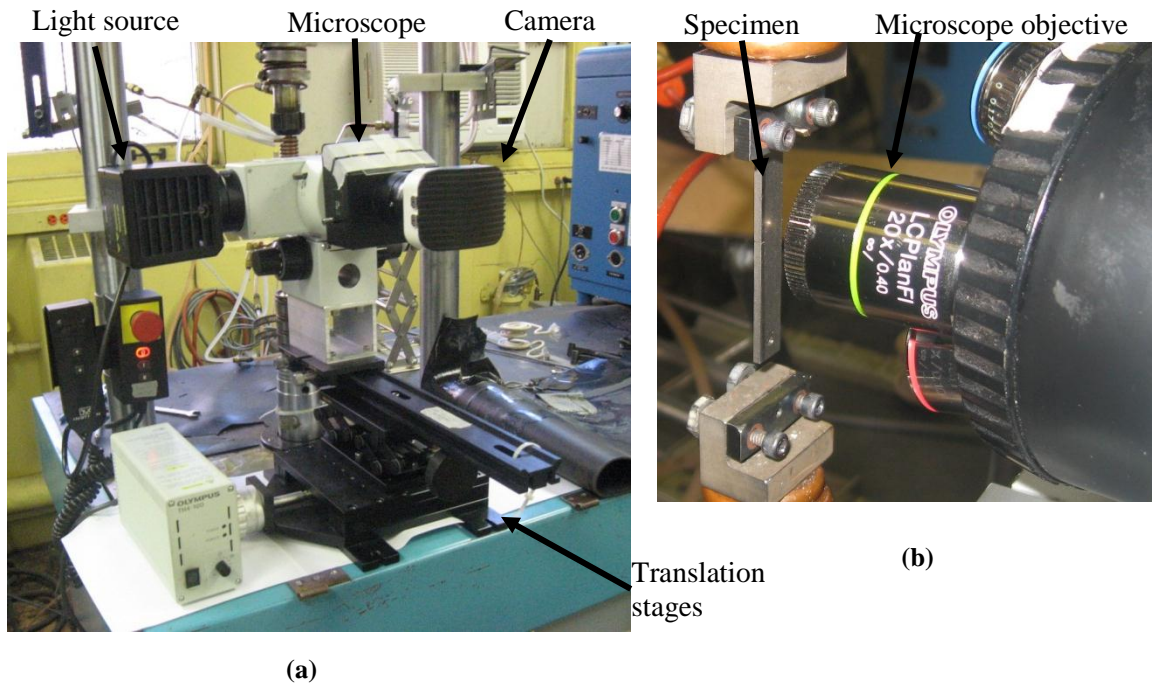 Light source
Microscope
Camera
Specimen
Microscope objective
OLYMPUS
LCPlanFl
20x/0.40
∞/
OLYMPUS
Translation
stages
(a)
(b)